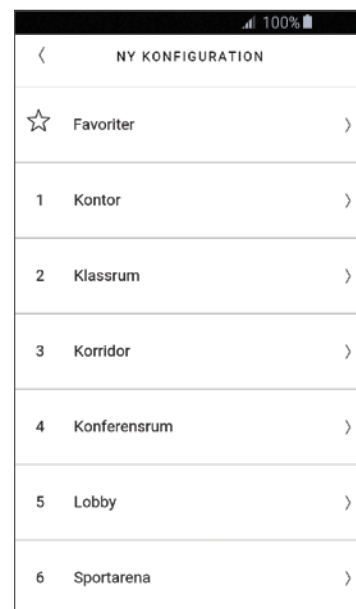 100%
NY KONFIGURATION
Favoriter
1 Kontor
2 Klassrum
3 Korridor
4 Konferensrum
5 Lobby
6 Sportarena